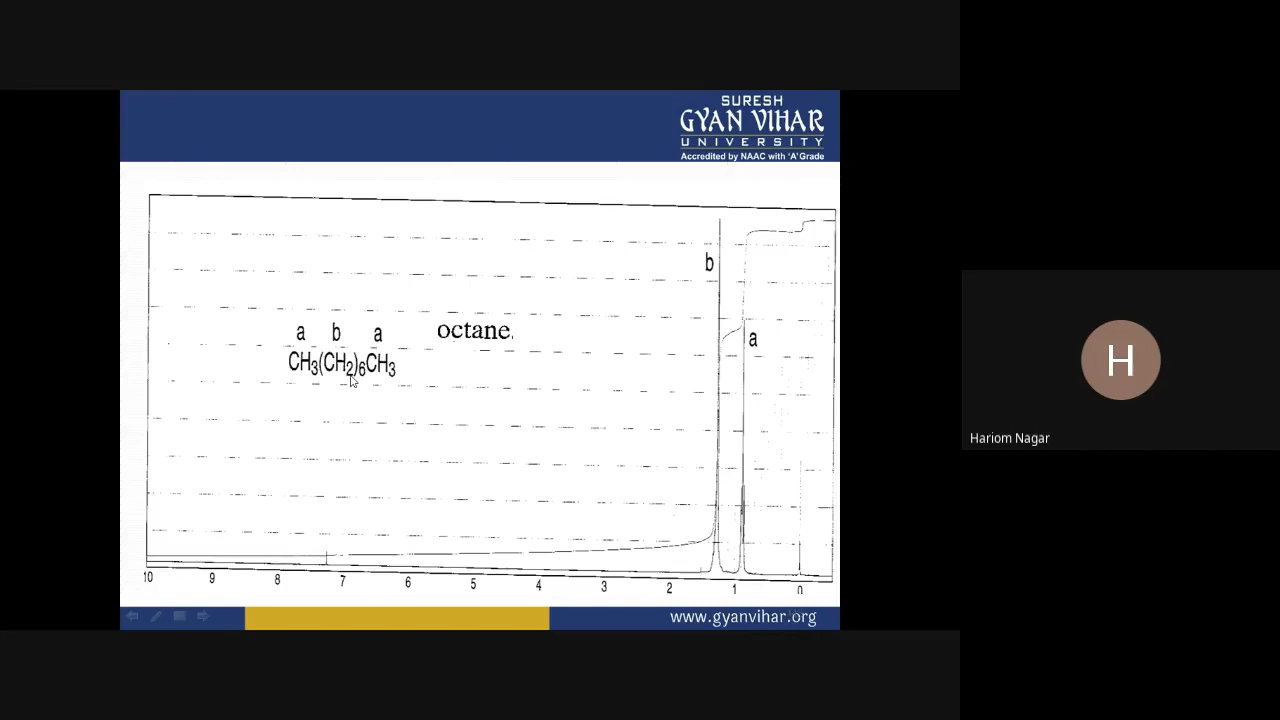 SURESH
GYAN VIHAR
UNIVERSITY
Accredited by NAAC with 'A' Grade
b
a b a
octane.
CH₃(CH₂)₆CH₃
a
10 9 8 7 6 5 4 3 2 1 0
www.gyanvihar.org
H
Hariom Nagar